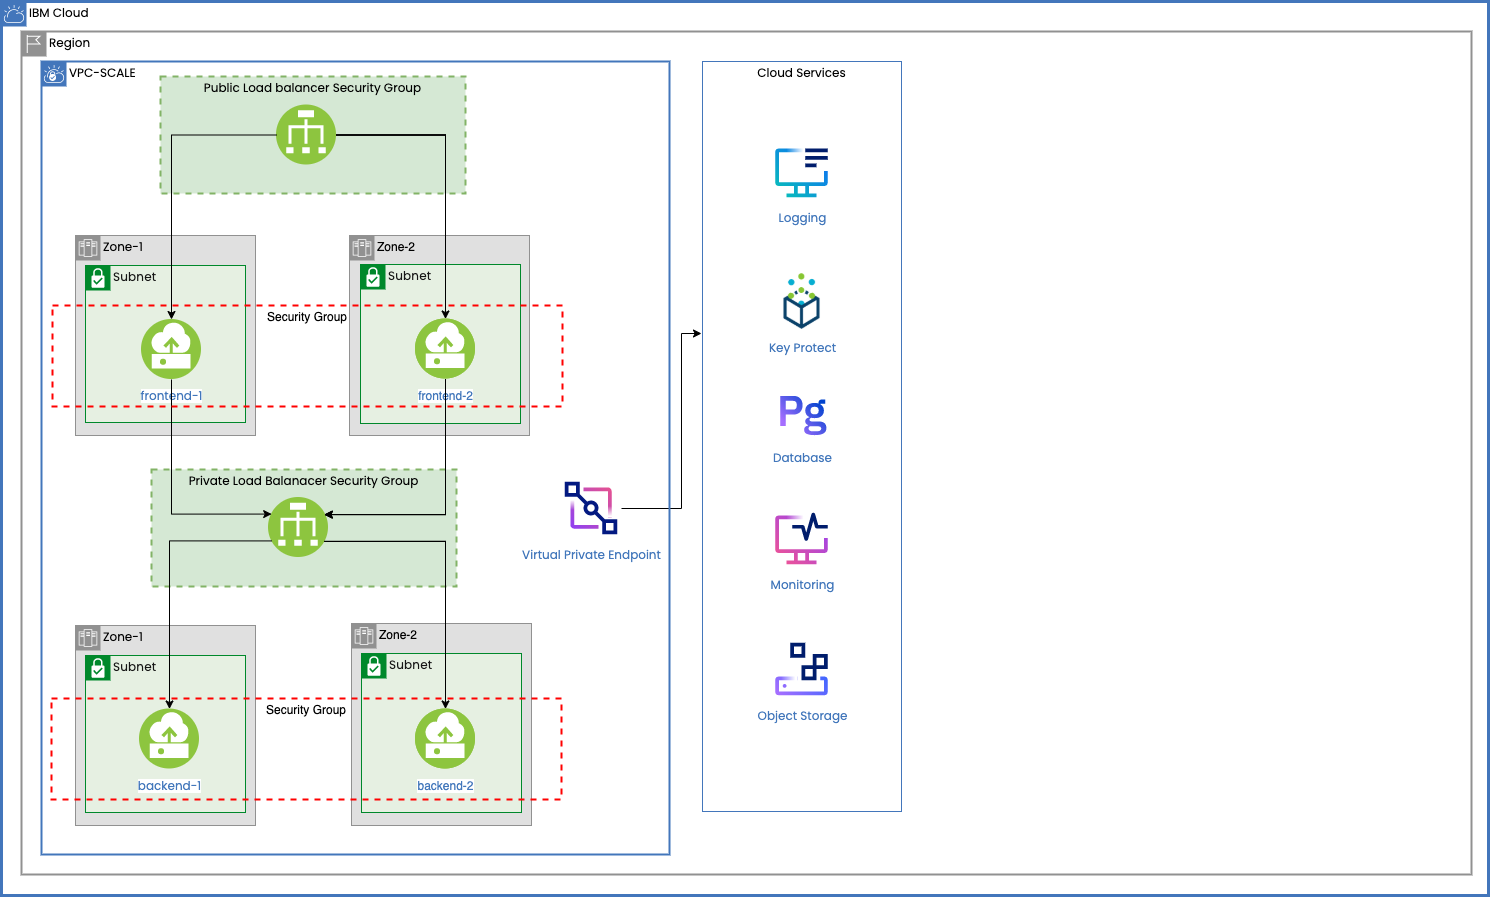 IBM Cloud
Region
VPC-SCALE
Public Load balancer Security Group
Zone-1
Subnet
Zone-2
Subnet
Security Group
frontend-1
frontend-2
Private Load Balanacer Security Group
Virtual Private Endpoint
Zone-1
Subnet
Zone-2
Subnet
Security Group
backend-1
backend-2
Cloud Services
Logging
Key Protect
Pg
Database
Monitoring
Object Storage